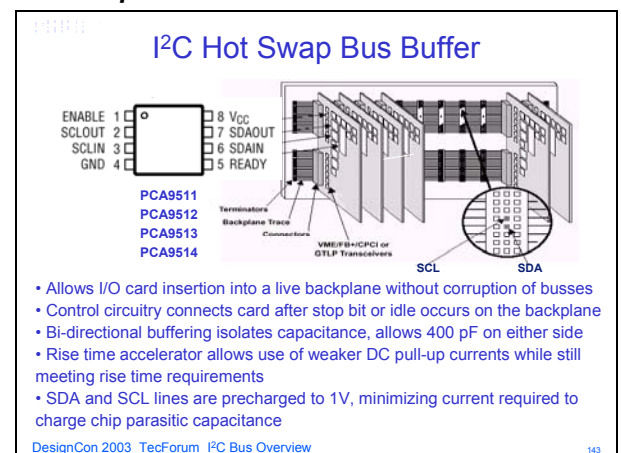 I²C Hot Swap Bus Buffer
ENABLE 1 8 VCC
SCLOUT 2 7 SDAOUT
SCLIN 3 6 SDAIN
GND 4 5 READY
PCA9511
PCA9512
PCA9513
PCA9514
Terminators
Backplane Trace
Connectors
VME/FB+/CPCI or
GTLP Transceivers
SCL SDA
• Allows I/O card insertion into a live backplane without corruption of busses
• Control circuitry connects card after stop bit or idle occurs on the backplane
• Bi-directional buffering isolates capacitance, allows 400 pF on either side
• Rise time accelerator allows use of weaker DC pull-up currents while still
meeting rise time requirements
• SDA and SCL lines are precharged to 1V, minimizing current required to
charge chip parasitic capacitance
DesignCon 2003 TecForum I²C Bus Overview 143